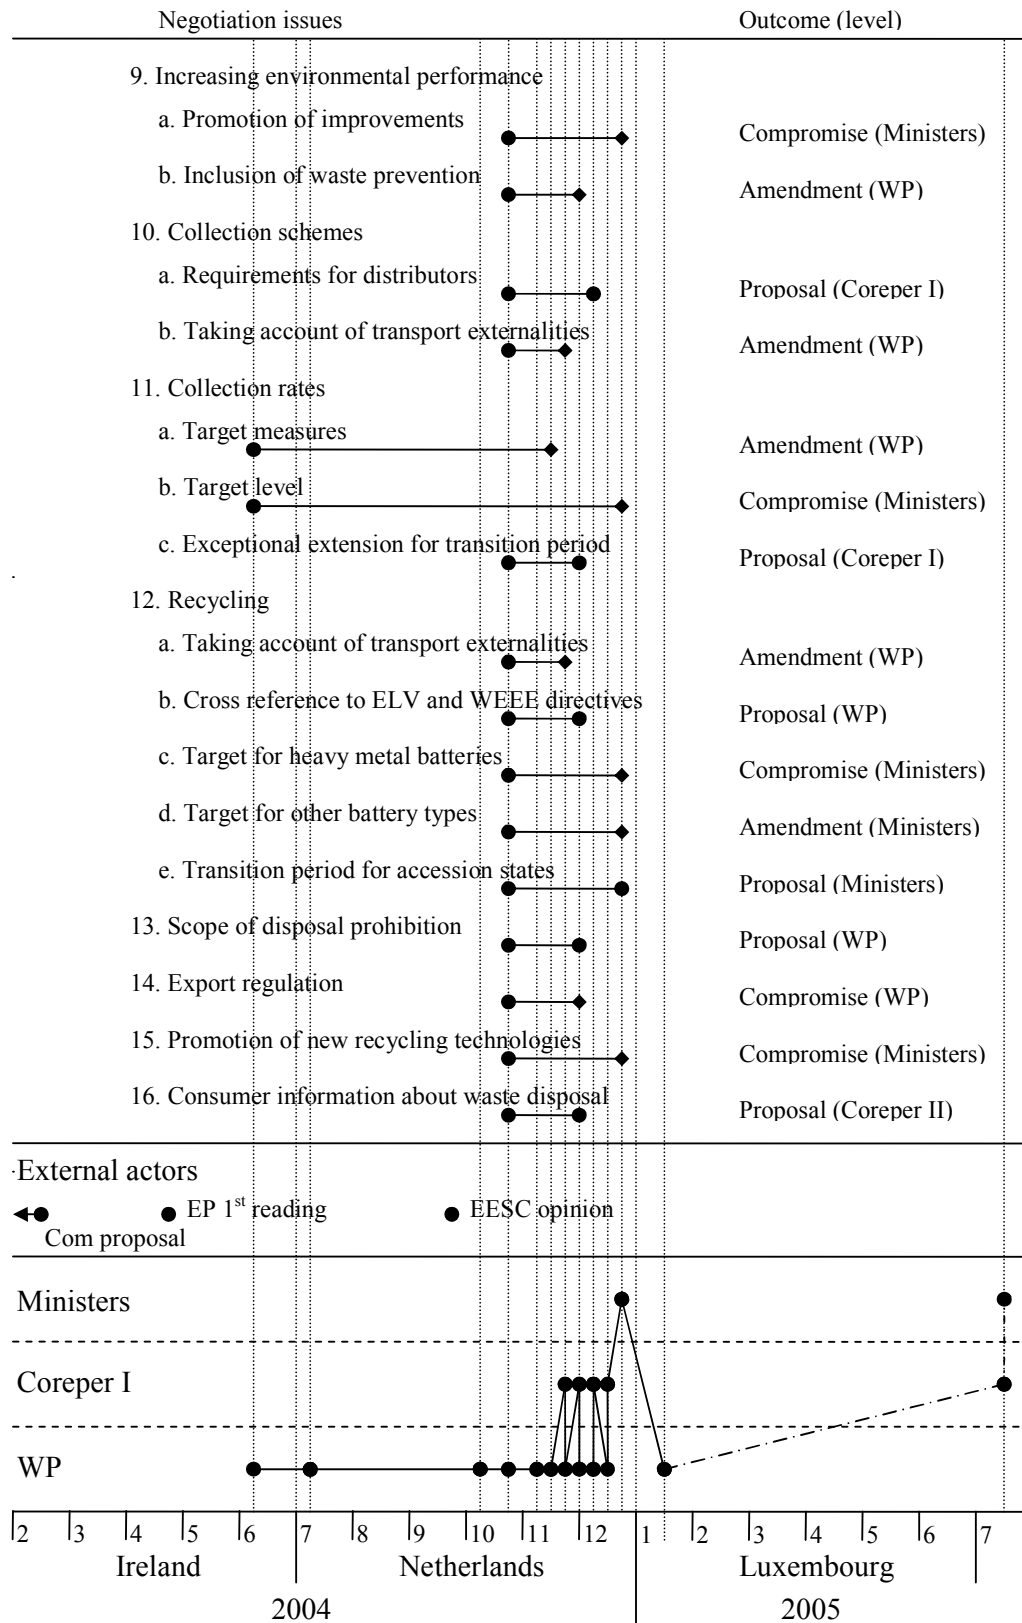 Negotiation issues Outcome (level)
9. Increasing environmental performance
a. Promotion of improvements Compromise (Ministers)
b. Inclusion of waste prevention Amendment (WP)
10. Collection schemes
a. Requirements for distributors Proposal (Coreper I)
b. Taking account of transport externalities Amendment (WP)
11. Collection rates
a. Target measures Amendment (WP)
b. Target level Compromise (Ministers)
c. Exceptional extension for transition period Proposal (Coreper I)
12. Recycling
a. Taking account of transport externalities Amendment (WP)
b. Cross reference to ELV and WEEE directives Proposal (WP)
c. Target for heavy metal batteries Compromise (Ministers)
d. Target for other battery types Amendment (Ministers)
e. Transition period for accession states Proposal (Ministers)
13. Scope of disposal prohibition Proposal (WP)
14. Export regulation Compromise (WP)
15. Promotion of new recycling technologies Compromise (Ministers)
16. Consumer information about waste disposal Proposal (Coreper II)
External actors
EP 1st reading EESC opinion
Com proposal
Ministers
Coreper I
WP
2 3 4 5 6 7 8 9 10 11 12 1 2 3 4 5 6 7
Ireland Netherlands Luxembourg
2004 2005